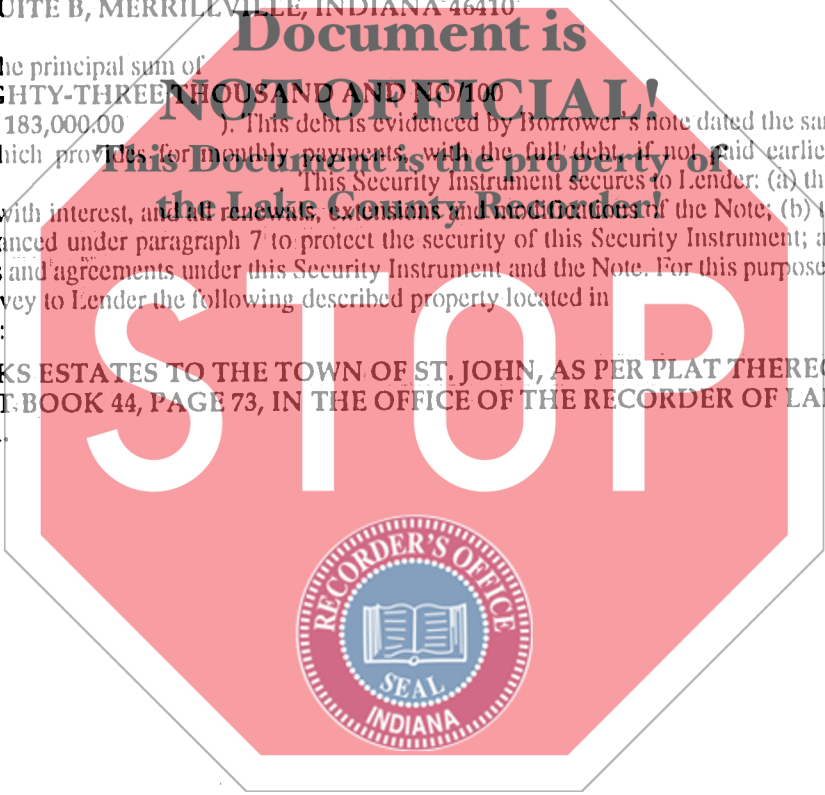 UITE B, MERRILLVILLE, INDIANA 46410
Document is
he principal sum of
NOT OFFICIAL!
GHTY-THREE THOUSAND AND NO/100
183,000.00 ). This debt is evidenced by Borrower's note dated the sa
hich provides for monthly payments, with the full debt, if not paid earlie
This Document is the property of
This Security Instrument secures to Lender: (a) th
with interest, and all renewals, extensions and modifications of the Note; (b) t
the Lake County Recorder!
anced under paragraph 7 to protect the security of this Security Instrument; a
s and agreements under this Security Instrument and the Note. For this purpose
vey to Lender the following described property located in
:
KS ESTATES TO THE TOWN OF ST. JOHN, AS PER PLAT THEREO
T BOOK 44, PAGE 73, IN THE OFFICE OF THE RECORDER OF LA
STOP
RECORDER'S OFFICE
SEAL
INDIANA